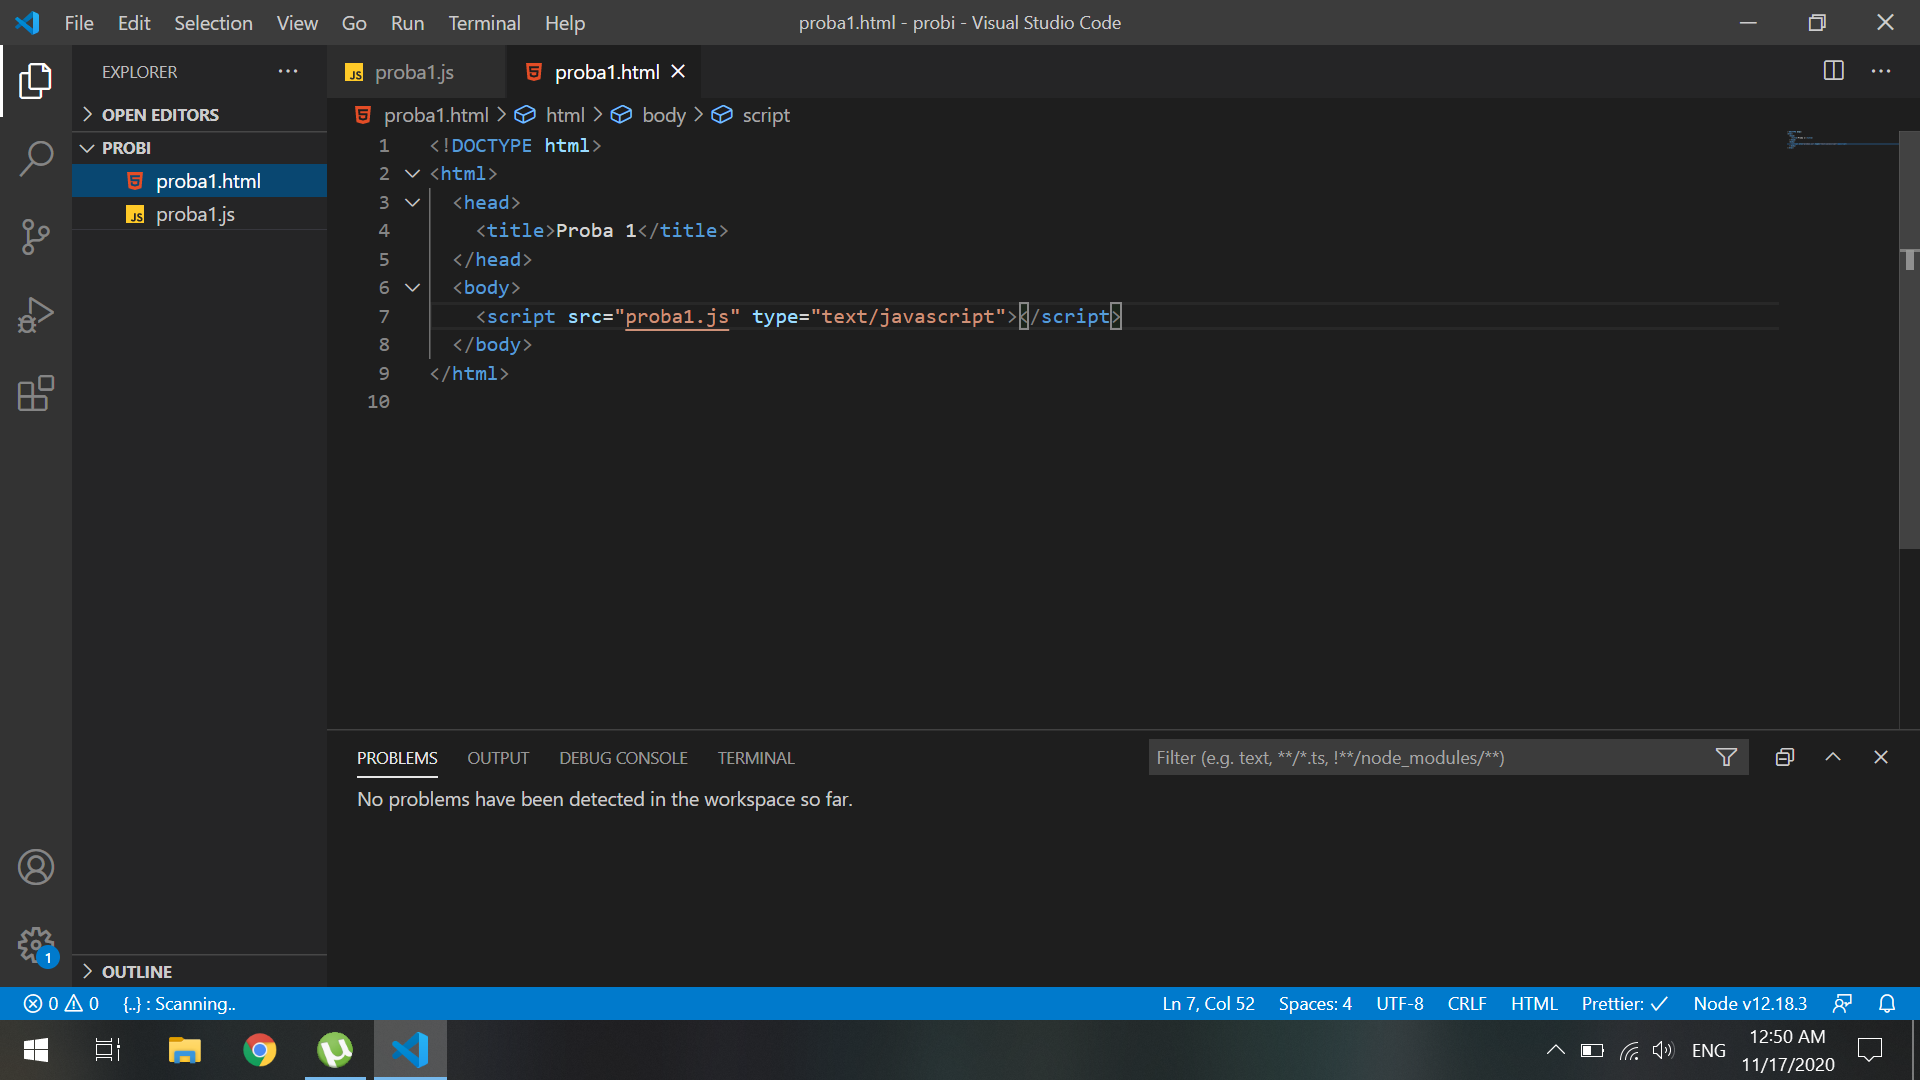 File Edit Selection View Go Run Terminal Help
proba1.html - probi - Visual Studio Code
EXPLORER
OPEN EDITORS
PROBI
proba1.html
JS proba1.js
OUTLINE
JS proba1.js
proba1.html
proba1.html > html > body > script
1 <!DOCTYPE html>
2 <html>
3 <head>
4 <title>Proba 1</title>
5 </head>
6 <body>
7 <script src="proba1.js" type="text/javascript"></script>
8 </body>
9 </html>
10
PROBLEMS OUTPUT DEBUG CONSOLE TERMINAL
Filter (e.g. text, **/*.ts, !**/node_modules/**)
No problems have been detected in the workspace so far.
1
0 0 {..} : Scanning..
Ln 7, Col 52 Spaces: 4 UTF-8 CRLF HTML Prettier: ✓ Node v12.18.3
ENG
12:50 AM
11/17/2020